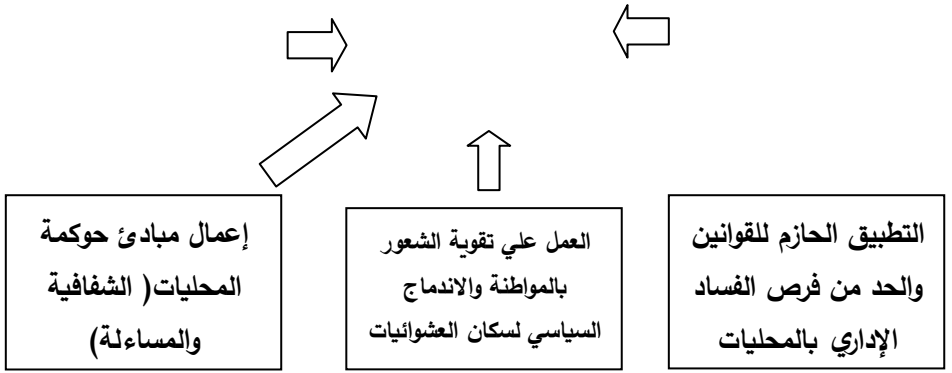 التطبيق الحازم للقوانين
والحد من فرص الفساد
الإداري بالمحليات
العمل علي تقوية الشعور
بالمواطنة والاندماج
السياسي لسكان العشوائيات
إعمال مبادئ حوكمة
المحليات( الشفافية
والمساءلة)